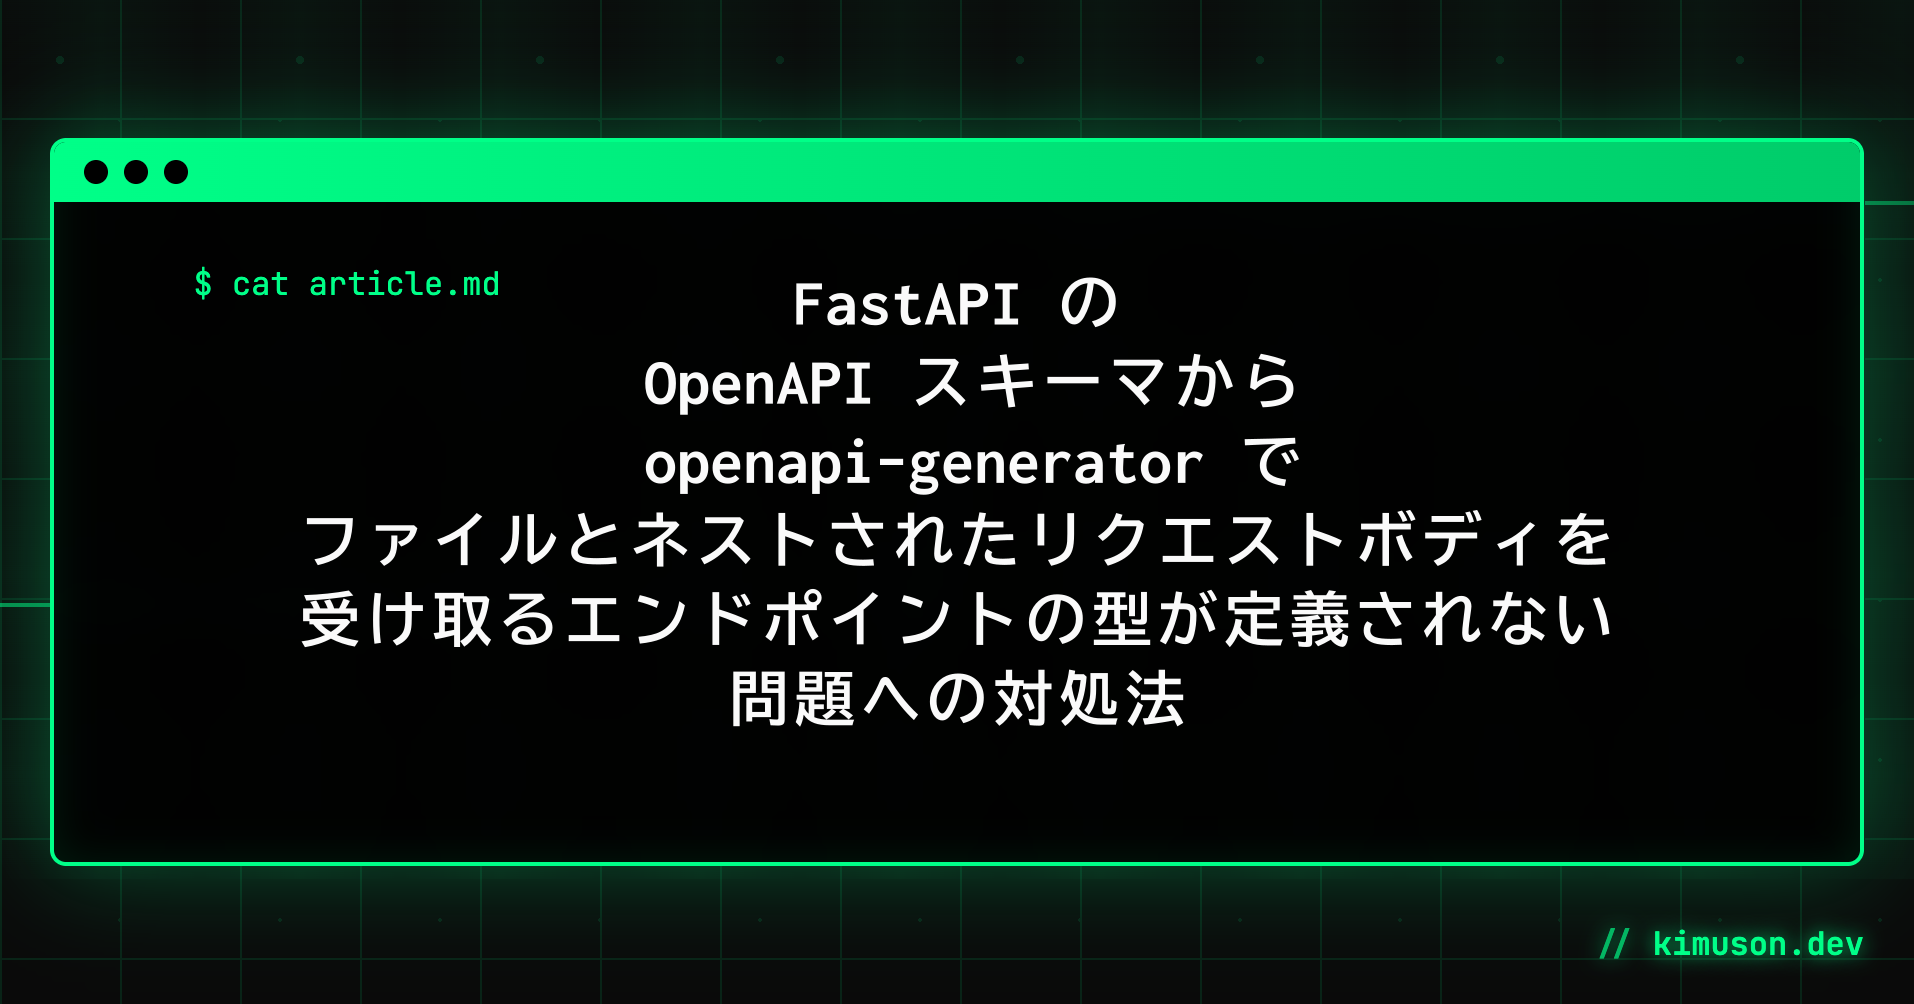 $ cat article.md
FastAPI の
OpenAPI スキーマから
openapi-generator で
ファイルとネストされたリクエストボディを
受け取るエンドポイントの型が定義されない
問題への対処法
// kimuson.dev